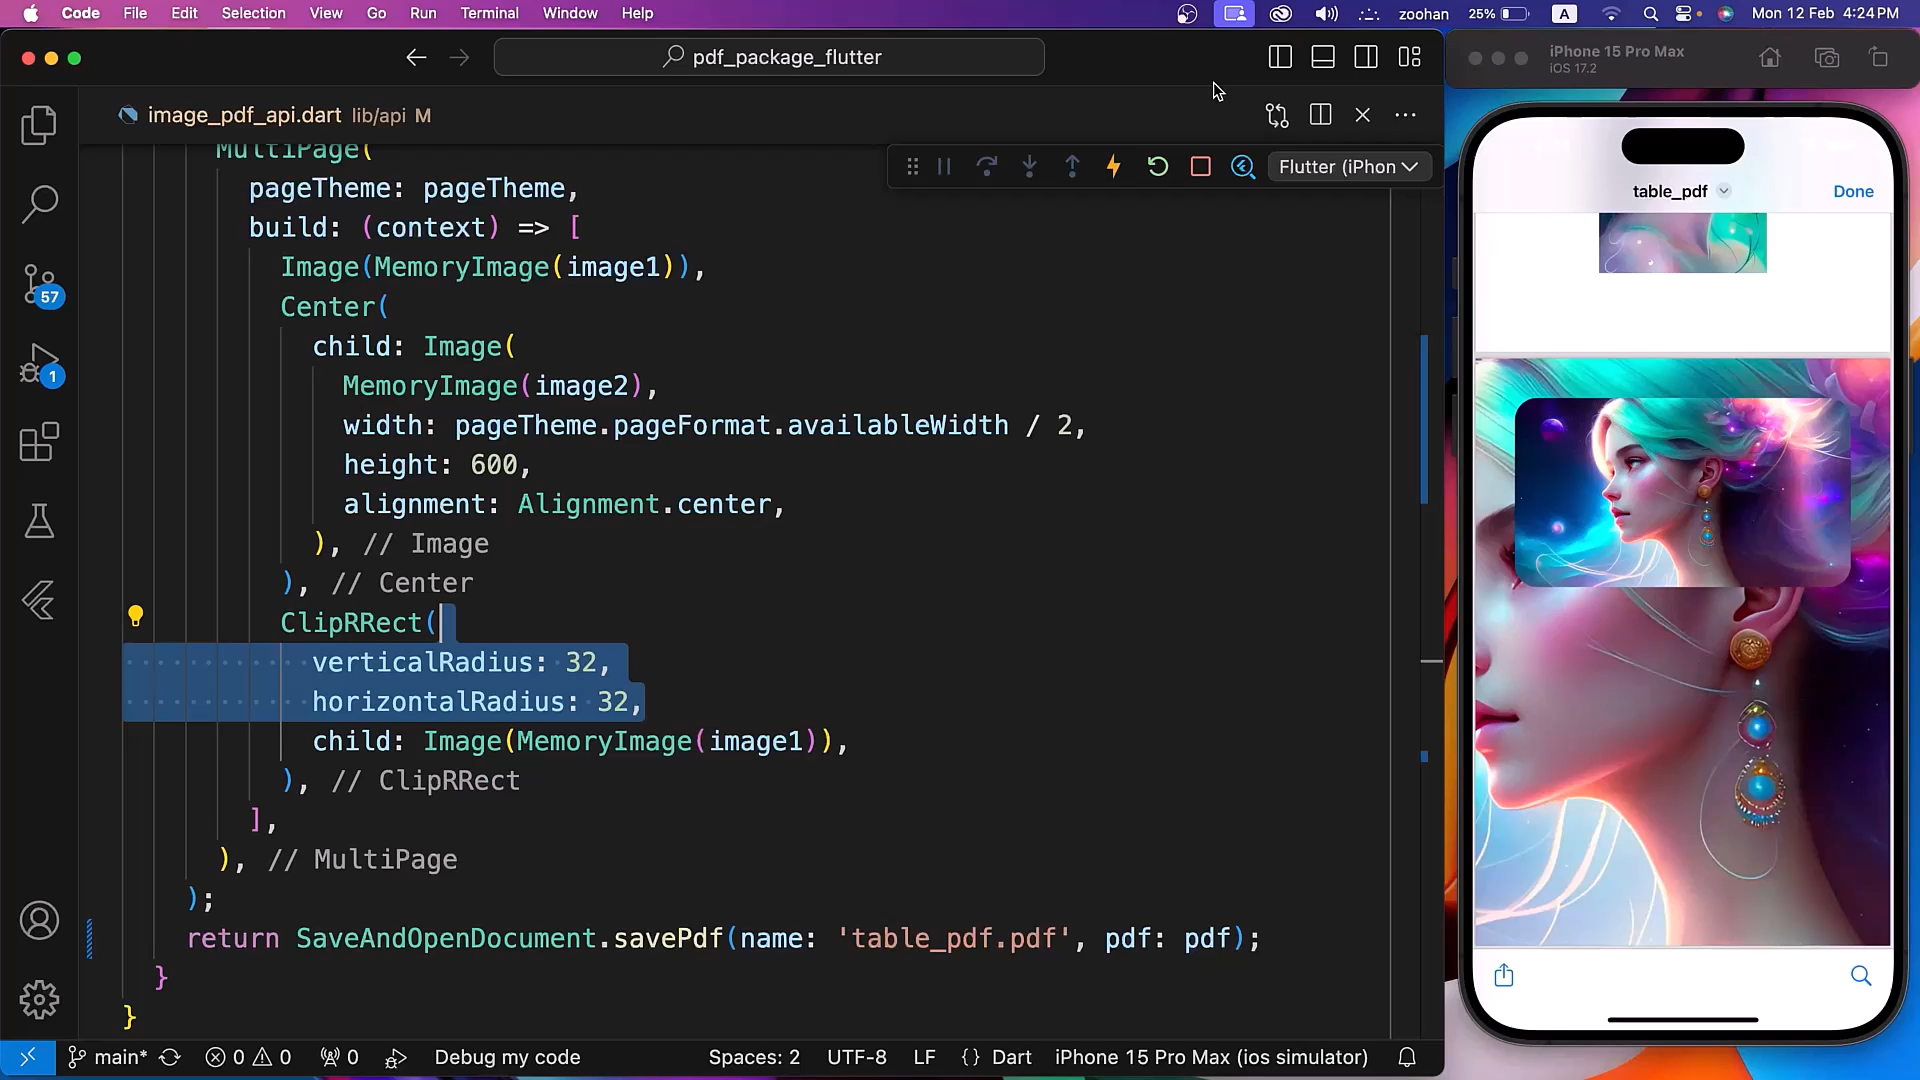 Code File Edit Selection View Go Run Terminal Window Help zoohan 25% A Mon 12 Feb 4:24PM
pdf_package_flutter
iPhone 15 Pro Max
iOS 17.2
image_pdf_api.dart lib/api M
MultiPage(
Flutter (iPhon
pageTheme: pageTheme,
build: (context) => [
Image(MemoryImage(image1)),
Center(
child: Image(
MemoryImage(image2),
width: pageTheme.pageFormat.availableWidth / 2,
height: 600,
alignment: Alignment.center,
), // Image
), // Center
ClipRRect(
verticalRadius: 32,
horizontalRadius: 32,
child: Image(MemoryImage(image1)),
), // ClipRRect
],
), // MultiPage
);
return SaveAndOpenDocument.savePdf(name: 'table_pdf.pdf', pdf: pdf);
}
}
57
1
main* 0 0 0 Debug my code Spaces: 2 UTF-8 LF {} Dart iPhone 15 Pro Max (ios simulator)
table_pdf Done